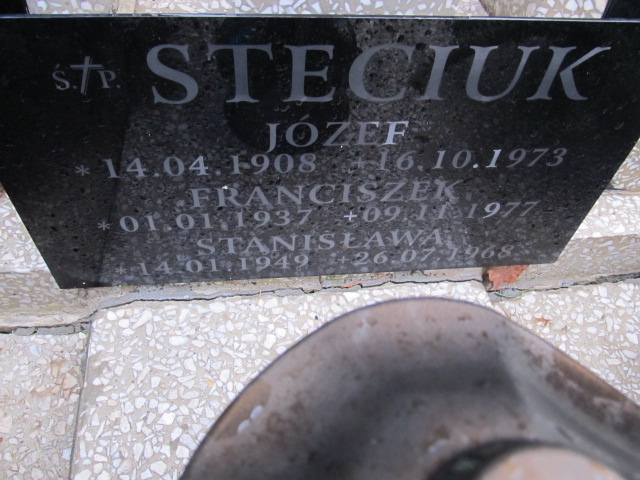 Ś.†P. STECIUK
JÓZEF
*14.04.1908 +16.10.1973
FRANCISZEK
*01.01.1937 +09.11.1977
STANISŁAWA
*14.01.1949 +26.07.1968